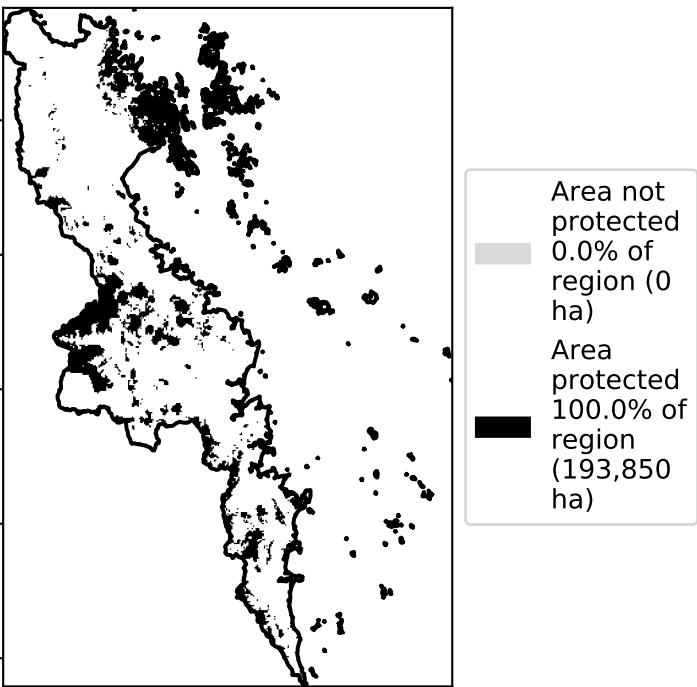 Area not
protected
0.0% of
region (0
ha)
Area
protected
100.0% of
region
(193,850
ha)